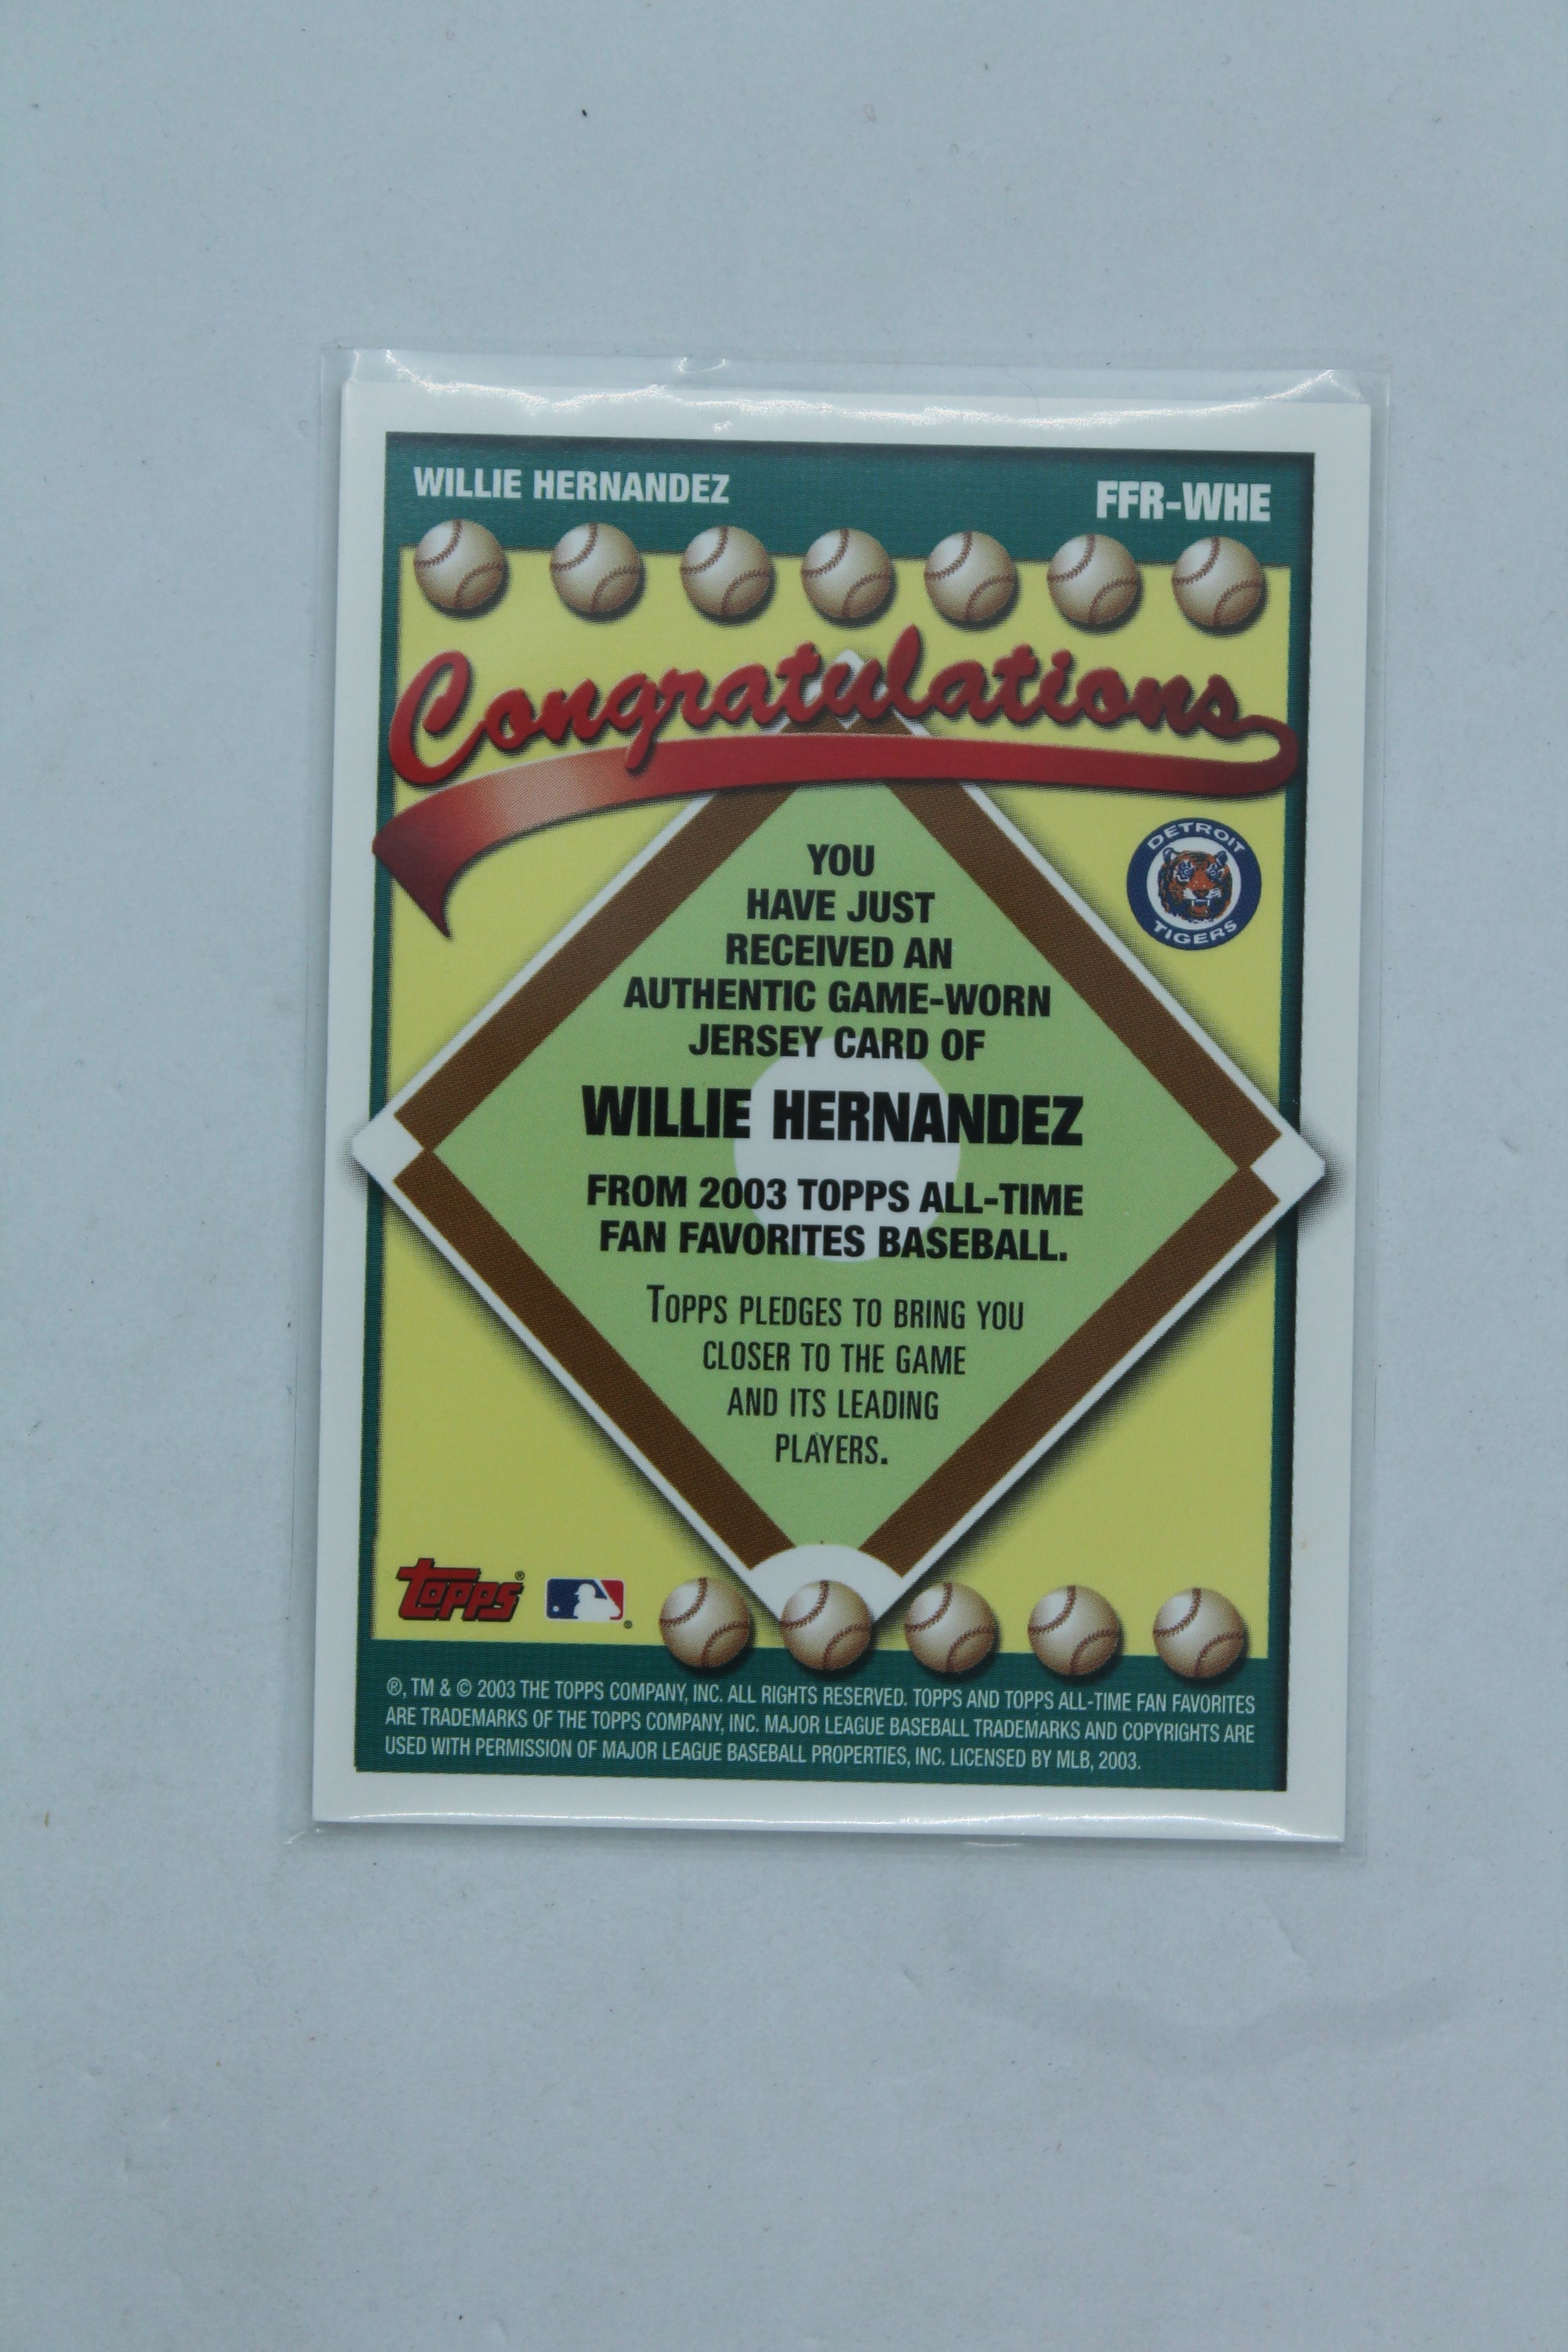 WILLIE HERNANDEZ FFR-WHE
Congratulations
DETROIT
TIGERS
YOU
HAVE JUST
RECEIVED AN
AUTHENTIC GAME-WORN
JERSEY CARD OF
WILLIE HERNANDEZ
FROM 2003 TOPPS ALL-TIME
FAN FAVORITES BASEBALL.
TOPPS PLEDGES TO BRING YOU
CLOSER TO THE GAME
AND ITS LEADING
PLAYERS.
topps® ®
®, TM & © 2003 THE TOPPS COMPANY, INC. ALL RIGHTS RESERVED. TOPPS AND TOPPS ALL-TIME FAN FAVORITES
ARE TRADEMARKS OF THE TOPPS COMPANY, INC. MAJOR LEAGUE BASEBALL TRADEMARKS AND COPYRIGHTS ARE
USED WITH PERMISSION OF MAJOR LEAGUE BASEBALL PROPERTIES, INC. LICENSED BY MLB, 2003.